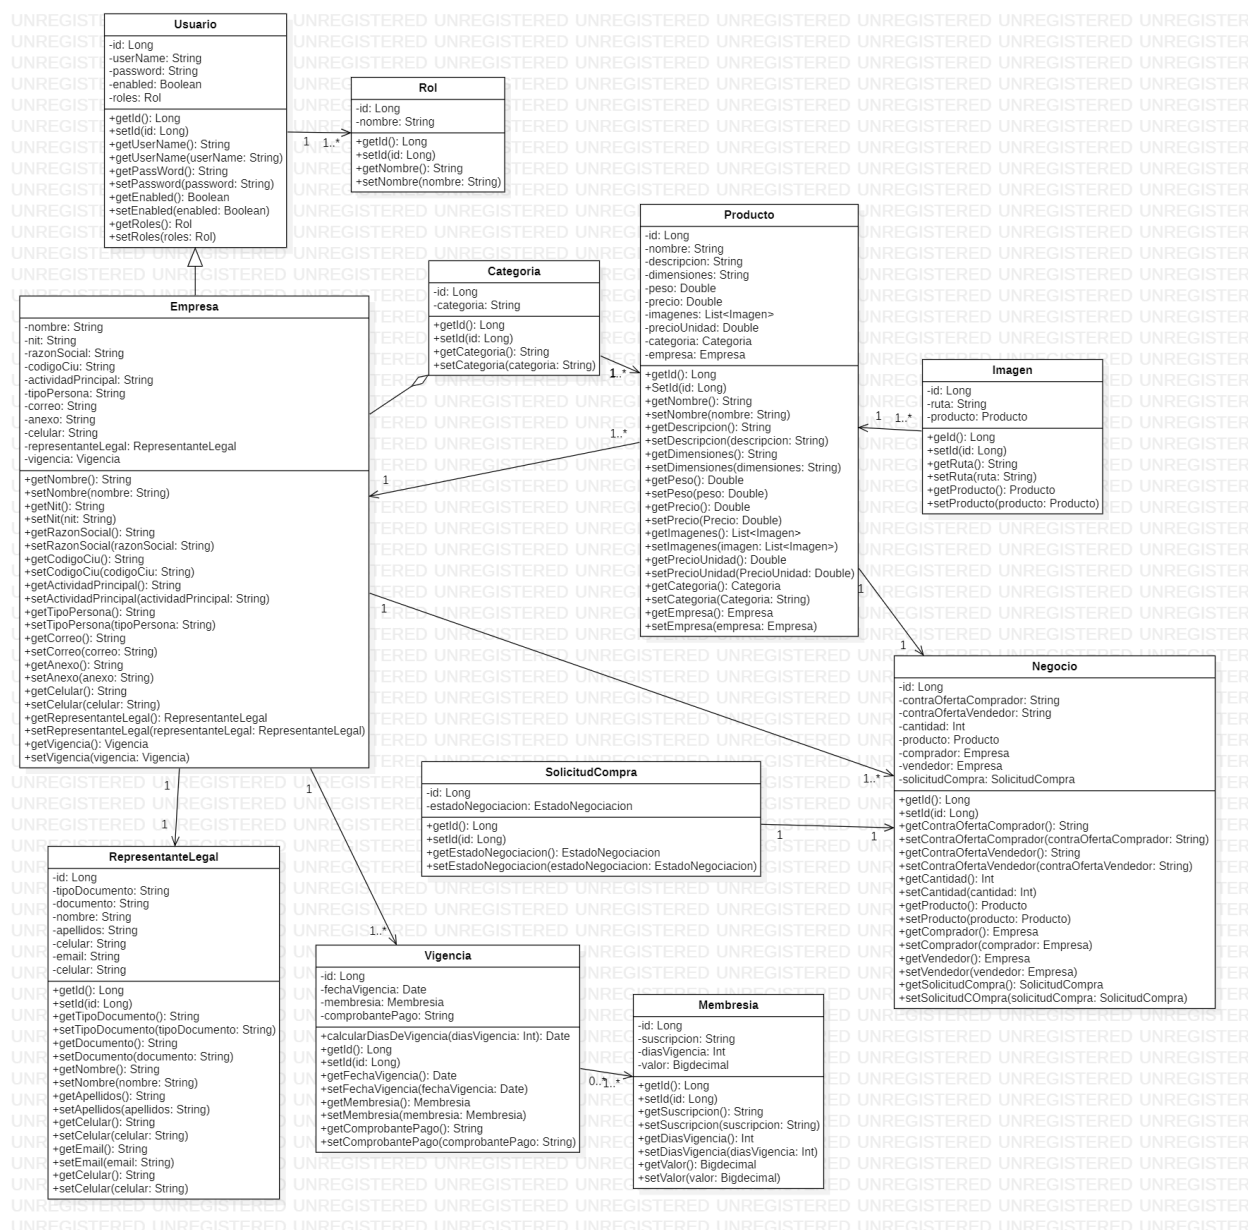 Usuario
-id: Long
-userName: String
-password: String
-enabled: Boolean
-roles: Rol
+getId(): Long
+setId(id: Long)
+getUserName(): String
+getUserName(userName: String)
+getPassWord(): String
+setPassword(password: String)
+getEnabled(): Boolean
+setEnabled(enabled: Boolean)
+getRoles(): Rol
+setRoles(roles: Rol)
1
1..*
Rol
-id: Long
-nombre: String
+getId(): Long
+setId(id: Long)
+getNombre(): String
+setNombre(nombre: String)
Categoria
-id: Long
-categoria: String
+getId(): Long
+setId(id: Long)
+getCategoria(): String
+setCategoria(categoria: String)
1..*
Producto
-id: Long
-nombre: String
-descripcion: String
-dimensiones: String
-peso: Double
-precio: Double
-imagenes: List<Imagen>
-precioUnidad: Double
-categoria: Categoria
-empresa: Empresa
+getId(): Long
+SetId(id: Long)
+getNombre(): String
+setNombre(nombre: String)
+getDescripcion(): String
+setDescripcion(descripcion: String)
+getDimensiones(): String
+setDimensiones(dimensiones: String)
+getPeso(): Double
+setPeso(peso: Double)
+getPrecio(): Double
+setPrecio(Precio: Double)
+getImagenes(): List<Imagen>
+setImagenes(imagen: List<Imagen>)
+getPrecioUnidad(): Double
+setPrecioUnidad(PrecioUnidad: Double)
+getCategoria(): Categoria
+setCategoria(Categoria: String)
+getEmpresa(): Empresa
+setEmpresa(empresa: Empresa)
1
1..*
Imagen
-id: Long
-ruta: String
-producto: Producto
+geId(): Long
+setId(id: Long)
+getRuta(): String
+setRuta(ruta: String)
+getProducto(): Producto
+setProducto(producto: Producto)
Empresa
-nombre: String
-nit: String
-razonSocial: String
-codigoCiu: String
-actividadPrincipal: String
-tipoPersona: String
-correo: String
-anexo: String
-celular: String
-representanteLegal: RepresentanteLegal
-vigencia: Vigencia
+getNombre(): String
+setNombre(nombre: String)
+getNit(): String
+setNit(nit: String)
+getRazonSocial(): String
+setRazonSocial(razonSocial: String)
+getCodigoCiu(): String
+setCodigoCiu(codigoCiu: String)
+getActividadPrincipal(): String
+setActividadPrincipal(actividadPrincipal: String)
+getTipoPersona(): String
+setTipoPersona(tipoPersona: String)
+getCorreo(): String
+setCorreo(correo: String)
+getAnexo(): String
+setAnexo(anexo: String)
+getCelular(): String
+setCelular(celular: String)
+getRepresentanteLegal(): RepresentanteLegal
+setRepresentanteLegal(representanteLegal: RepresentanteLegal)
+getVigencia(): Vigencia
+setVigencia(vigencia: Vigencia)
1..*
1
1
1..*
1
1
Negocio
-id: Long
-contraOfertaComprador: String
-contraOfertaVendedor: String
-cantidad: Int
-producto: Producto
-comprador: Empresa
-vendedor: Empresa
-solicitudCompra: SolicitudCompra
+getId(): Long
+setId(id: Long)
+getContraOfertaComprador(): String
+setContraOfertaComprador(contraOfertaComprador: String)
+getContraOfertaVendedor(): String
+setContraOfertaVendedor(contraOfertaVendedor: String)
+getCantidad(): Int
+setCantidad(cantidad: Int)
+getProducto(): Producto
+setProducto(producto: Producto)
+getComprador(): Empresa
+setComprador(comprador: Empresa)
+getVendedor(): Empresa
+setVendedor(vendedor: Empresa)
+getSolicitudCompra(): SolicitudCompra
+setSolicitudCOmpra(solicitudCompra: SolicitudCompra)
SolicitudCompra
-id: Long
-estadoNegociacion: EstadoNegociacion
+getId(): Long
+setId(id: Long)
+getEstadoNegociacion(): EstadoNegociacion
+setEstadoNegociacion(estadoNegociacion: EstadoNegociacion)
1
1
1
1
RepresentanteLegal
-id: Long
-tipoDocumento: String
-documento: String
-nombre: String
-apellidos: String
-celular: String
-email: String
-celular: String
+getId(): Long
+setId(id: Long)
+getTipoDocumento(): String
+setTipoDocumento(tipoDocumento: String)
+getDocumento(): String
+setDocumento(documento: String)
+getNombre(): String
+setNombre(nombre: String)
+getApellidos(): String
+setApellidos(apellidos: String)
+getCelular(): String
+setCelular(celular: String)
+getEmail(): String
+setEmail(email: String)
+getCelular(): String
+setCelular(celular: String)
1
1..*
Vigencia
-id: Long
-fechaVigencia: Date
-membresia: Membresia
-comprobantePago: String
+calcularDiasDeVigencia(diasVigencia: Int): Date
+getId(): Long
+setId(id: Long)
+getFechaVigencia(): Date
+setFechaVigencia(fechaVigencia: Date)
+getMembresia(): Membresia
+setMembresia(membresia: Membresia)
+getComprobantePago(): String
+setComprobantePago(comprobantePago: String)
1..*
Membresia
-id: Long
-suscripcion: String
-diasVigencia: Int
-valor: Bigdecimal
+getId(): Long
+setId(id: Long)
+getSuscripcion(): String
+setSuscripcion(suscripcion: String)
+getDiasVigencia(): Int
+setDiasVigencia(diasVigencia: Int)
+getValor(): Bigdecimal
+setValor(valor: Bigdecimal)